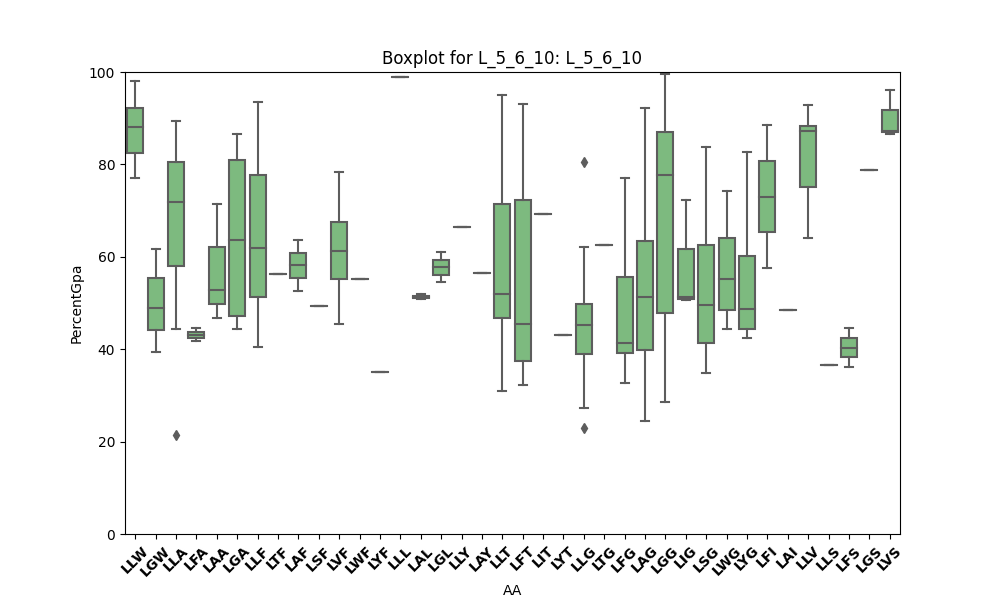 Boxplot for L_5_6_10: L_5_6_10
100
80
60
40
20
0
PercentGpa
LLW LGW LLA LFA LAA LGA LLF LTF LAF LSF LVF LWF LYF LLL LAL LGL LLY LAY LLT LFT LIT LYT LLG LTG LFG LAG LGG LIG LSG LWG LYG LFI LAI LLV LLS LFS LGS LVS
AA